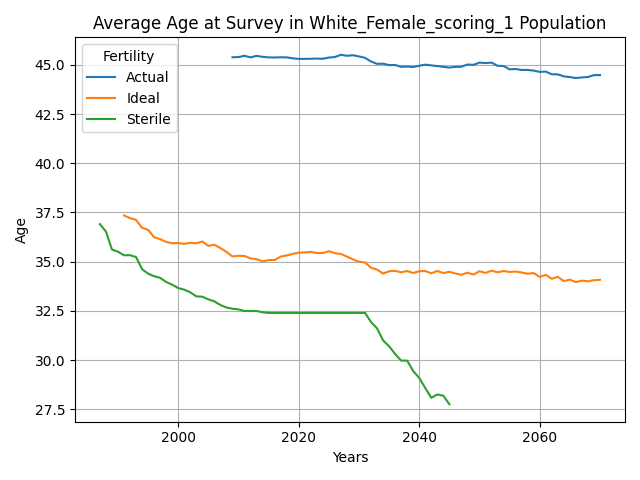 Average Age at Survey in White_Female_scoring_1 Population
Fertility
Actual
Ideal
Sterile
Age
45.0
42.5
40.0
37.5
35.0
32.5
30.0
27.5
2000 2020 2040 2060
Years